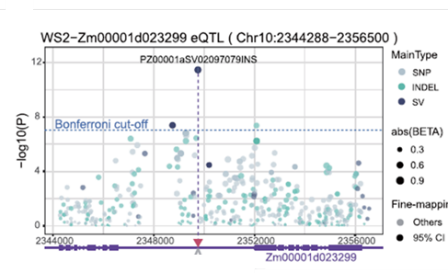 WS2-Zm00001d023299 eQTL ( Chr10:2344288-2356500 )
PZ00001aSV02097079INS
Bonferroni cut-off
−log10(P)
12
8
4
0
2344000 2348000 2352000 2356000
Zm00001d023299
MainType
SNP
INDEL
SV
abs(BETA)
0.3
0.6
0.9
Fine-mappin
Others
95% CI